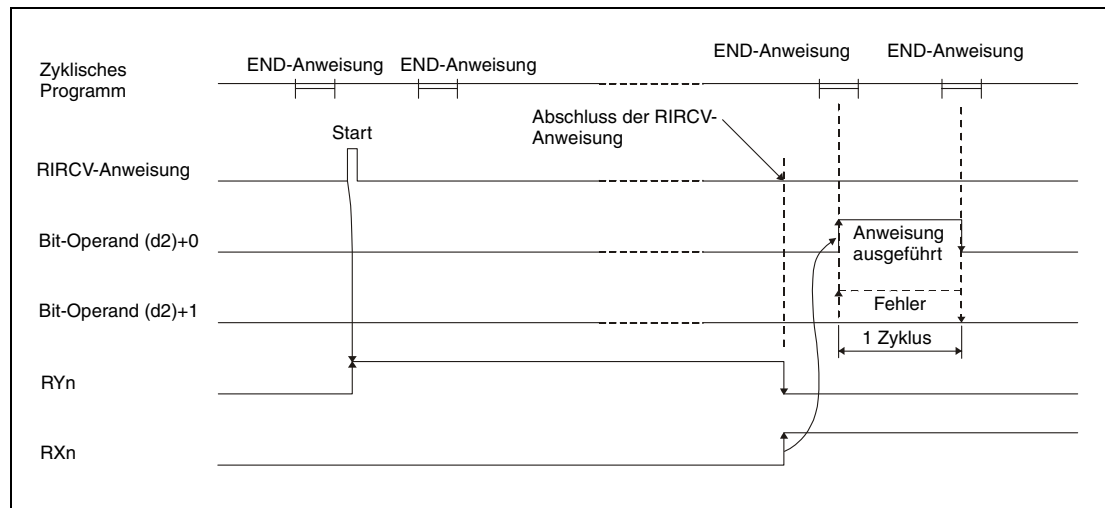 END-Anweisung END-Anweisung END-Anweisung END-Anweisung
Zyklisches
Programm
Abschluss der RIRCV-
Anweisung
Start
RIRCV-Anweisung
Bit-Operand (d2)+0
Anweisung
ausgeführt
Bit-Operand (d2)+1
Fehler
1 Zyklus
RYn
RXn